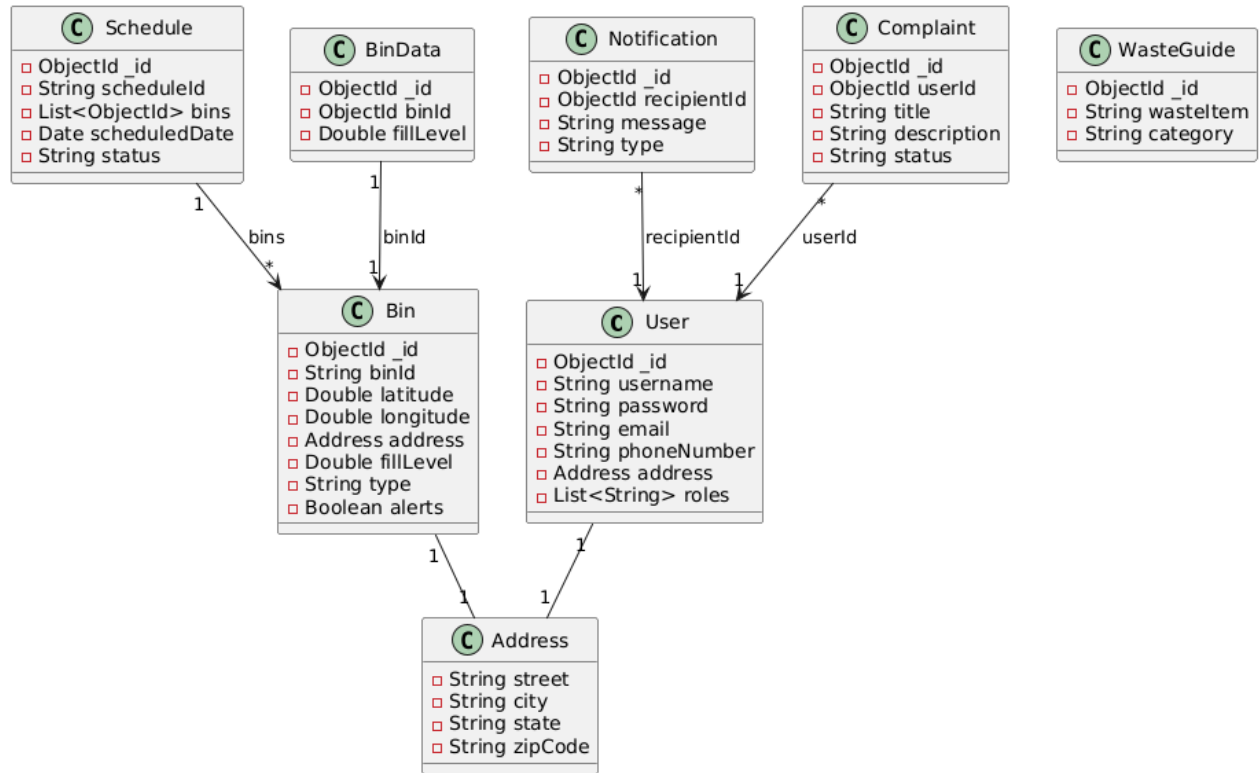 C Schedule
ObjectId _id
String scheduleId
List<ObjectId> bins
Date scheduledDate
String status
C BinData
ObjectId _id
ObjectId binId
Double fillLevel
C Notification
ObjectId _id
ObjectId recipientId
String message
String type
C Complaint
ObjectId _id
ObjectId userId
String title
String description
String status
C WasteGuide
ObjectId _id
String wasteItem
String category
1
bins
*
1
binId
1
*
recipientId
1
*
userId
1
C Bin
ObjectId _id
String binId
Double latitude
Double longitude
Address address
Double fillLevel
String type
Boolean alerts
C User
ObjectId _id
String username
String password
String email
String phoneNumber
Address address
List<String> roles
1
1
1
1
C Address
String street
String city
String state
String zipCode